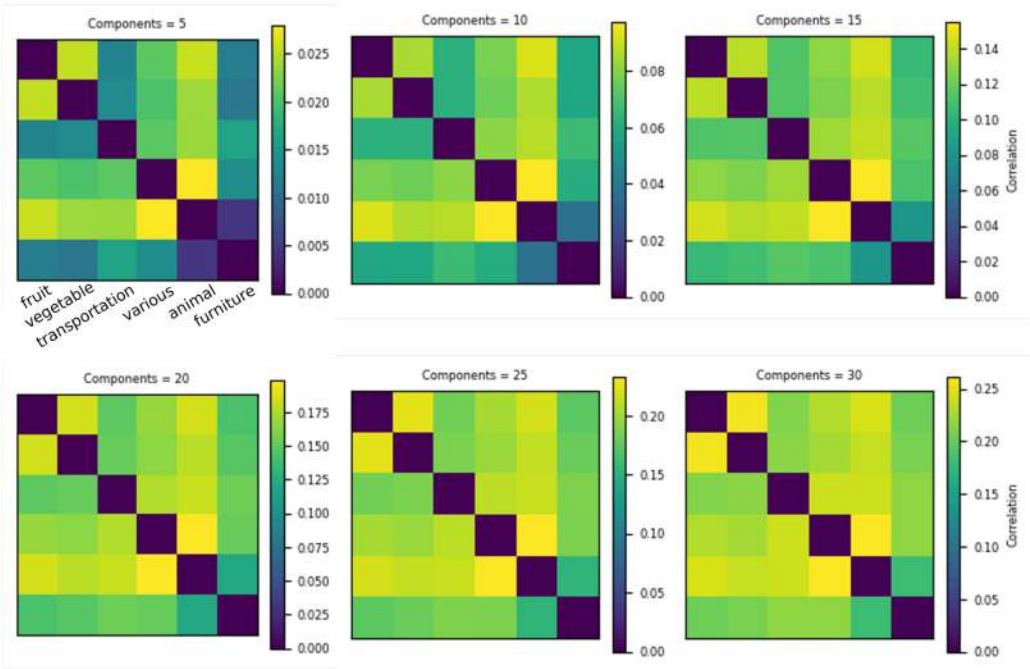 Components = 5
0.025
0.020
0.015
0.010
0.005
0.000
fruit
vegetable
transportation
various
animal
furniture
Components = 10
0.08
0.06
0.04
0.02
0.00
Components = 15
0.14
0.12
0.10
0.08
0.06
0.04
0.02
0.00
Correlation
Components = 20
0.175
0.150
0.125
0.100
0.075
0.050
0.025
0.000
Components = 25
0.20
0.15
0.10
0.05
0.00
Components = 30
0.25
0.20
0.15
0.10
0.05
0.00
Correlation